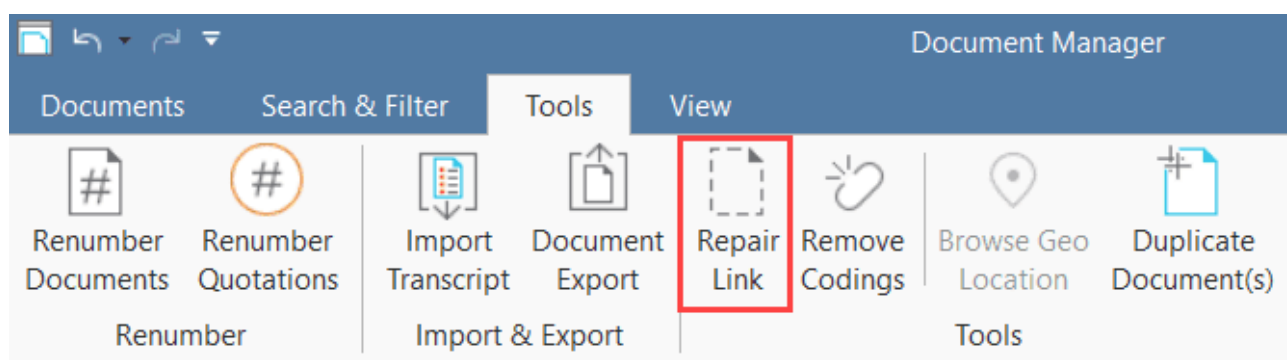 Document Manager
Documents Search & Filter Tools View
# # 
Renumber Renumber Import Document Repair Remove Browse Geo Duplicate
Documents Quotations Transcript Export Link Codings Location Document(s)
Renumber Import & Export Tools